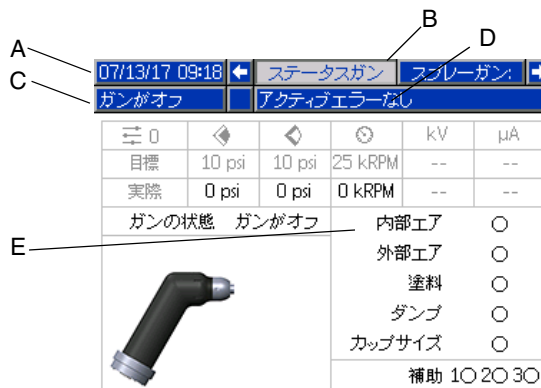 B
A
D
07/13/17 09:18 ステータスガン スプレーガン:
C
ガンがオフ アクティブエラーなし
0 kV µA
目標 10 psi 10 psi 25 kRPM -- --
実際 0 psi 0 psi 0 kRPM -- --
ガンの状態 ガンがオフ 内部エア
E
外部エア
塗料
ダンプ
カップサイズ
補助 1 2 3